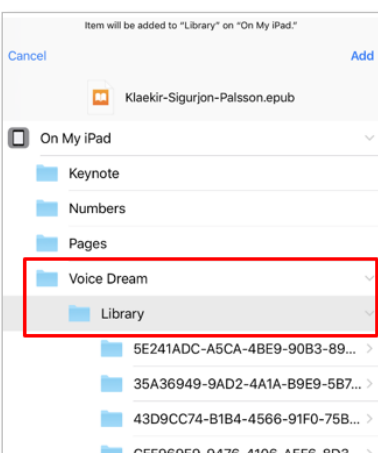 Item will be added to "Library" on "On My iPad."
Cancel
Add
Klaekir-Sigurjon-Palsson.epub
On My iPad
Keynote
Numbers
Pages
Voice Dream
Library
5E241ADC-A5CA-4BE9-90B3-89...
35A36949-9AD2-4A1A-B9E9-5B7...
43D9CC74-B1B4-4566-91F0-75B...